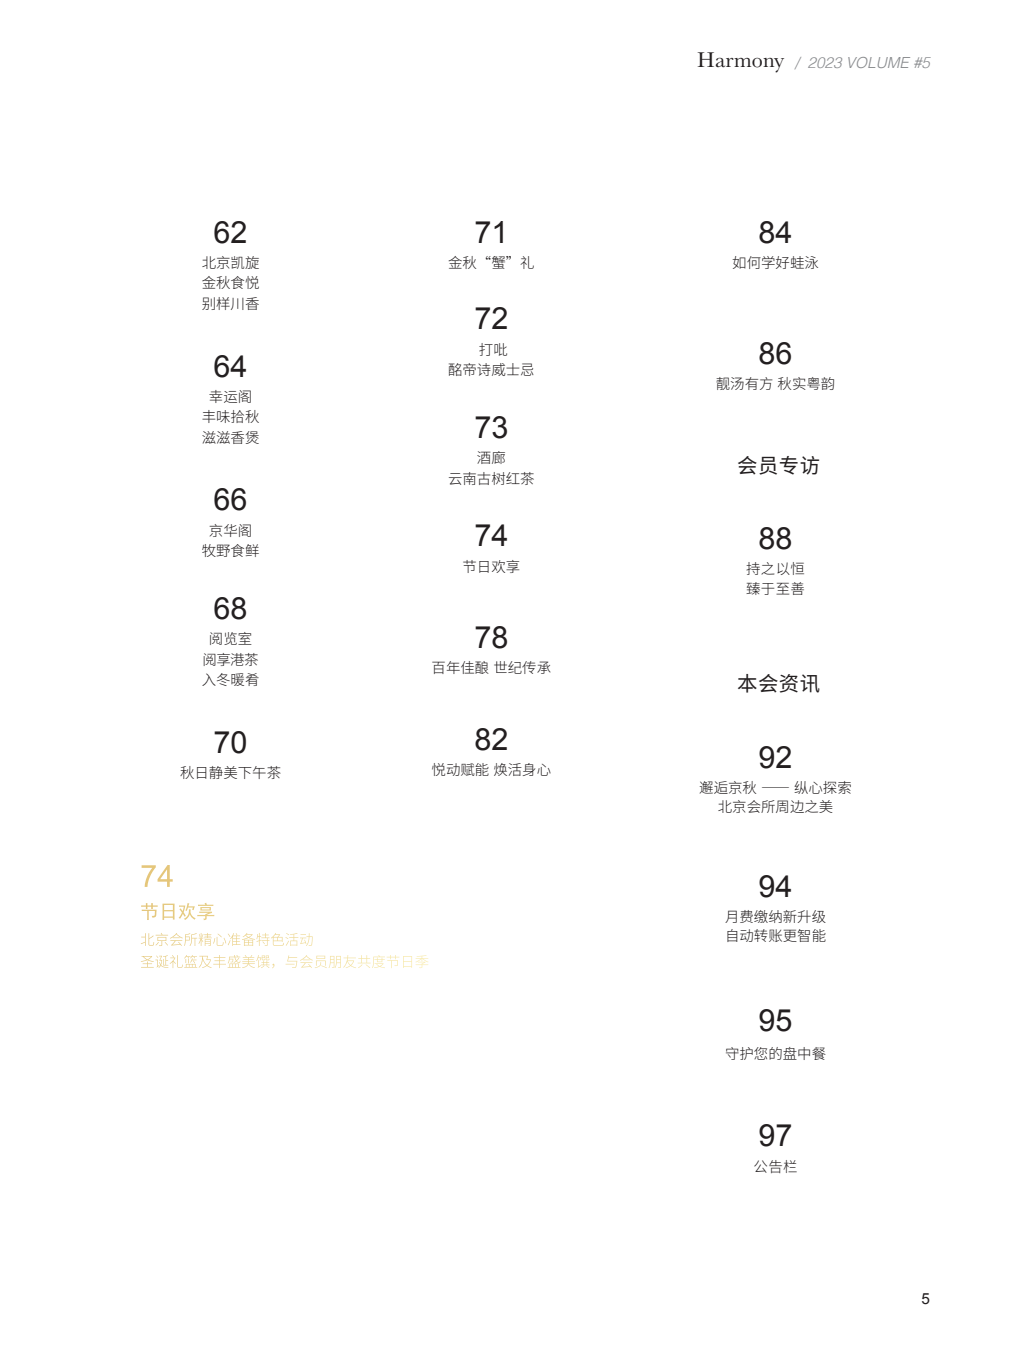 Harmony / 2023 VOLUME #5
62
北京凯旋
金秋食悦
别样川香
64
幸运阁
丰味拾秋
滋滋香煲
66
京华阁
牧野食鲜
68
阅览室
阅享港茶
入冬暖肴
70
秋日静美下午茶
71
金秋“蟹”礼
72
打吡
酩帝诗威士忌
73
酒廊
云南古树红茶
74
节日欢享
78
百年佳酿 世纪传承
82
悦动赋能 焕活身心
84
如何学好蛙泳
86
靓汤有方 秋实粤韵
会员专访
88
持之以恒
臻于至善
本会资讯
92
邂逅京秋 —— 纵心探索
北京会所周边之美
94
月费缴纳新升级
自动转账更智能
95
守护您的盘中餐
97
公告栏
74
节日欢享
北京会所精心准备特色活动
圣诞礼篮及丰盛美馔，与会员朋友共度节日季
5